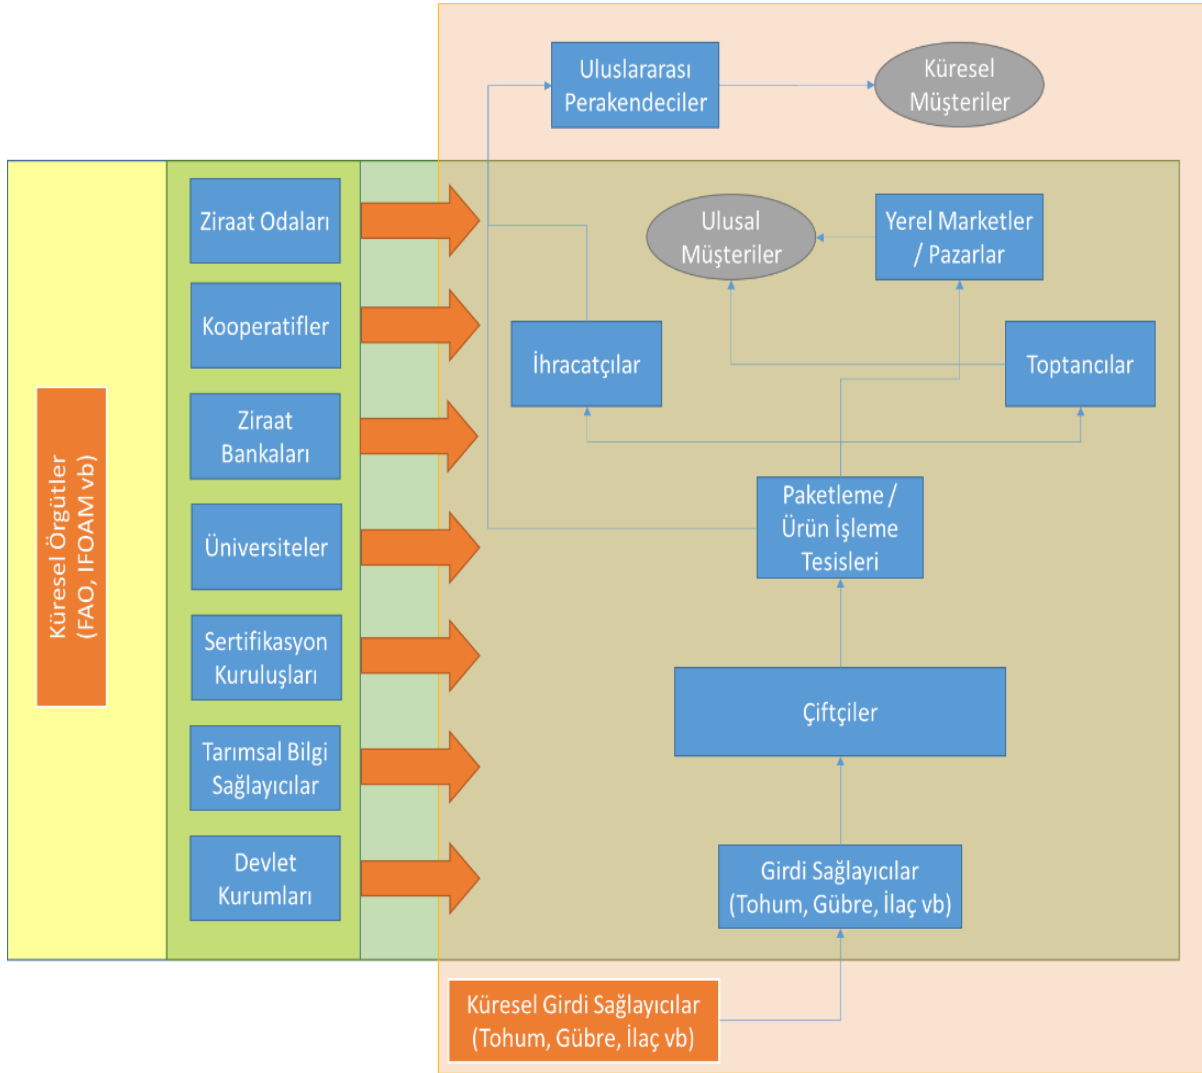 Uluslararası
Perakendeciler
Küresel
Müşteriler
Ziraat Odaları
Ulusal
Müşteriler
Yerel Marketler
/ Pazarlar
Kooperatifler
İhracatçılar
Toptancılar
Ziraat
Bankaları
Küresel Örgütler
(FAO, IFOAM vb)
Paketleme /
Ürün İşleme
Tesisleri
Üniversiteler
Sertifikasyon
Kuruluşları
Çiftçiler
Tarımsal Bilgi
Sağlayıcılar
Devlet
Kurumları
Girdi Sağlayıcılar
(Tohum, Gübre, İlaç vb)
Küresel Girdi Sağlayıcılar
(Tohum, Gübre, İlaç vb)